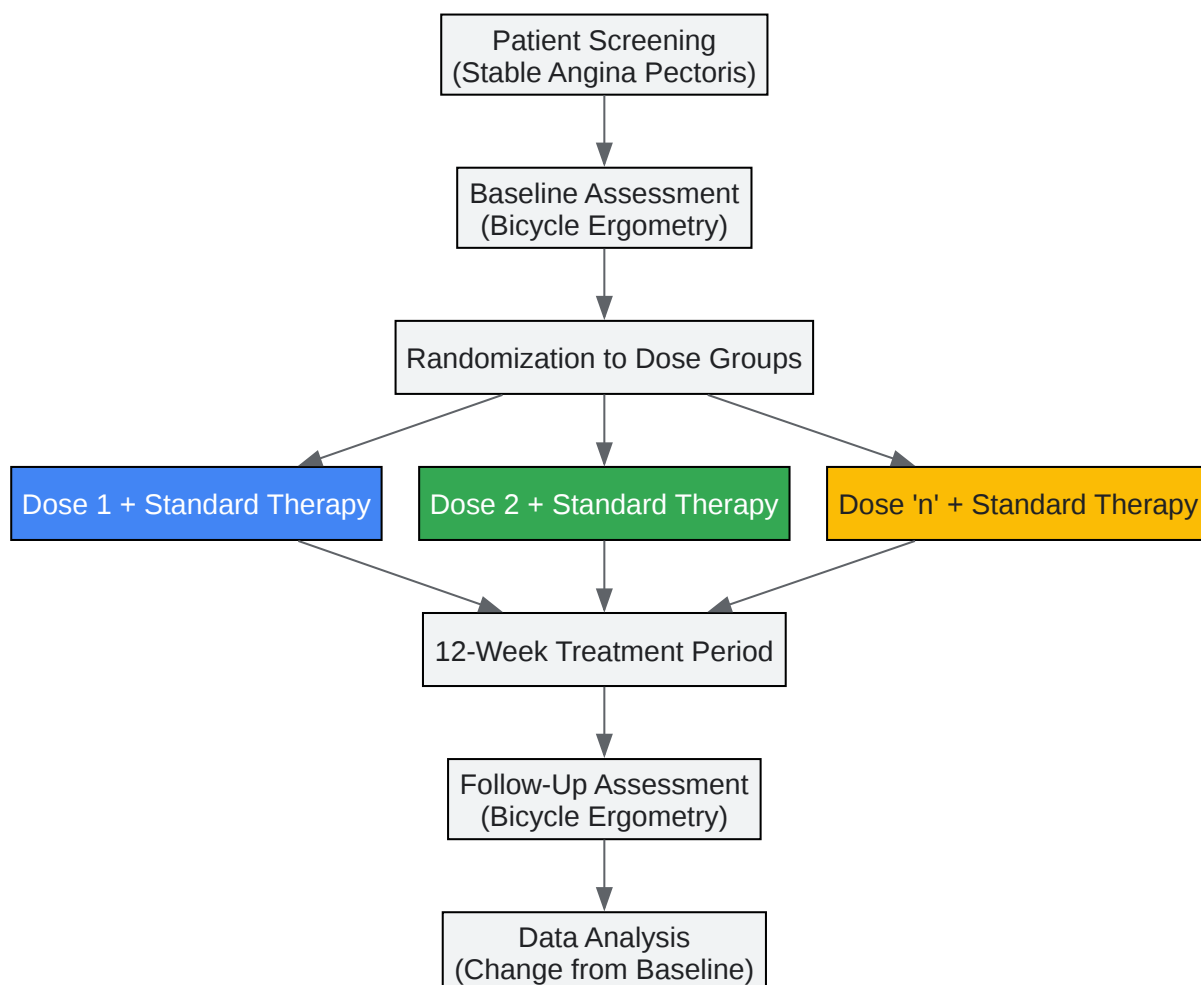 Patient Screening
(Stable Angina Pectoris)
Baseline Assessment
(Bicycle Ergometry)
Randomization to Dose Groups
Dose 1 + Standard Therapy
Dose 2 + Standard Therapy
Dose 'n' + Standard Therapy
12-Week Treatment Period
Follow-Up Assessment
(Bicycle Ergometry)
Data Analysis
(Change from Baseline)